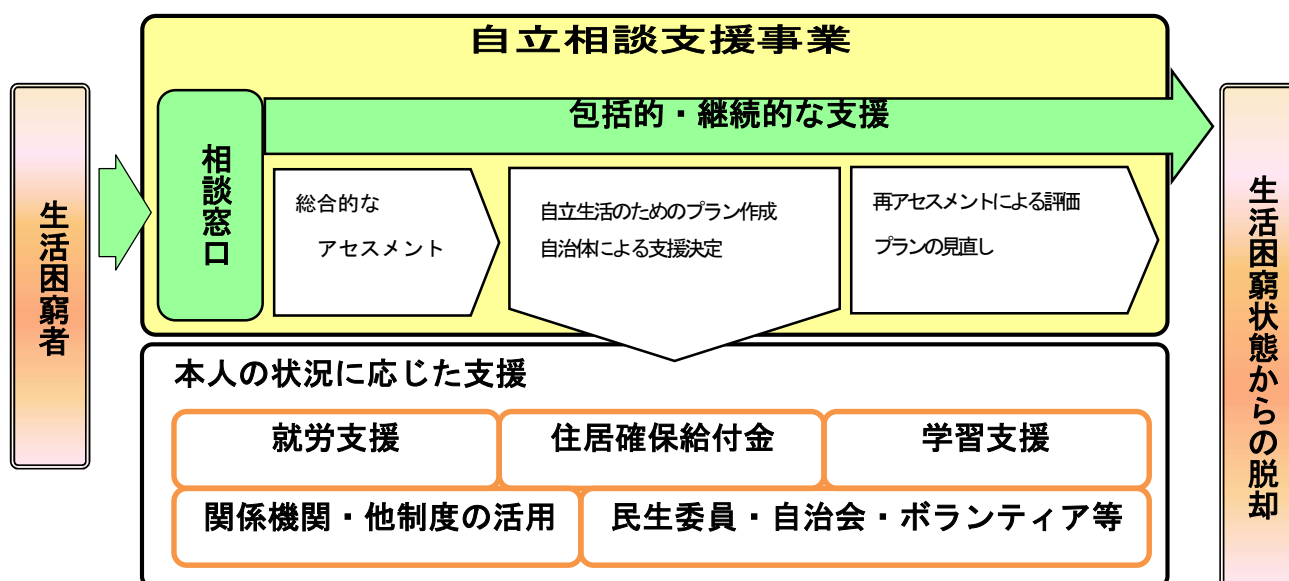 自立相談支援事業
生活困窮者
相談窓口
包括的・継続的な支援
総合的な
アセスメント
自立生活のためのプラン作成
自治体による支援決定
再アセスメントによる評価
プランの見直し
生活困窮状態からの脱却
本人の状況に応じた支援
就労支援
住居確保給付金
学習支援
関係機関・他制度の活用
民生委員・自治会・ボランティア等